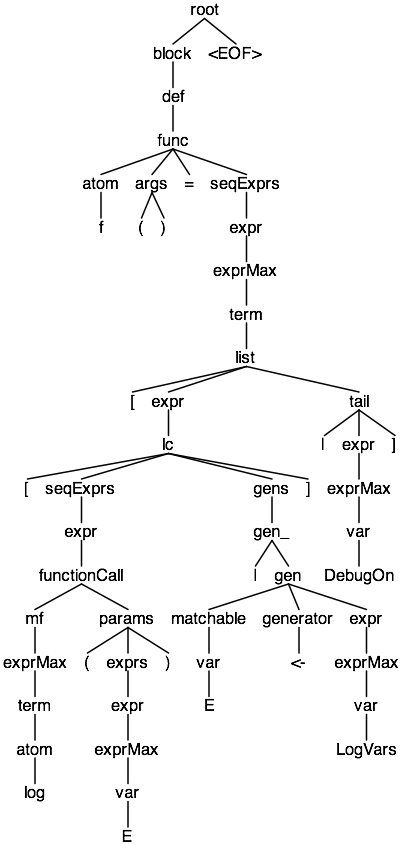 root
block <EOF>
def
func
atom args = seqExprs
f ( ) expr
exprMax
term
list
[ expr tail
lc | expr ]
[ seqExprs gens ] exprMax
expr gen_ var
functionCall | gen DebugOn
mf params matchable generator expr
exprMax ( exprs ) var <- exprMax
term expr E var
atom exprMax LogVars
log var
E